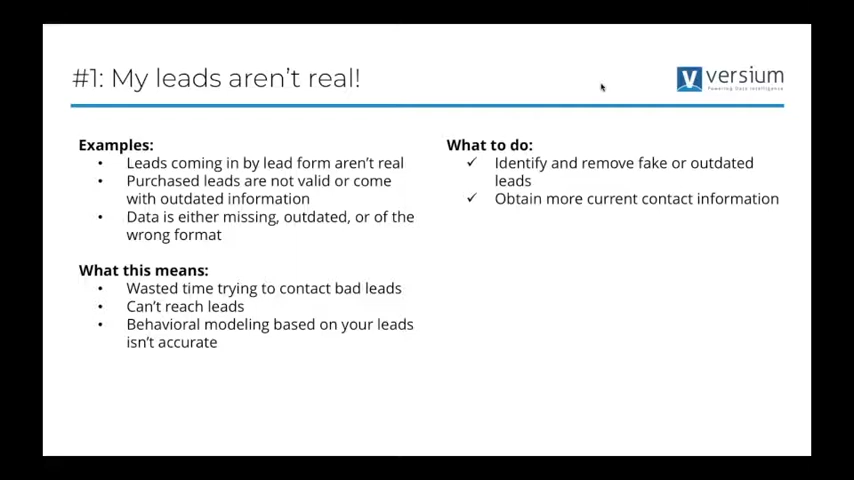 #1: My leads aren't real!
versium
Powering Data Intelligence
Examples:
• Leads coming in by lead form aren't real
• Purchased leads are not valid or come
with outdated information
• Data is either missing, outdated, or of the
wrong format
What this means:
• Wasted time trying to contact bad leads
• Can't reach leads
• Behavioral modeling based on your leads
isn't accurate
What to do:
✓ Identify and remove fake or outdated
leads
✓ Obtain more current contact information